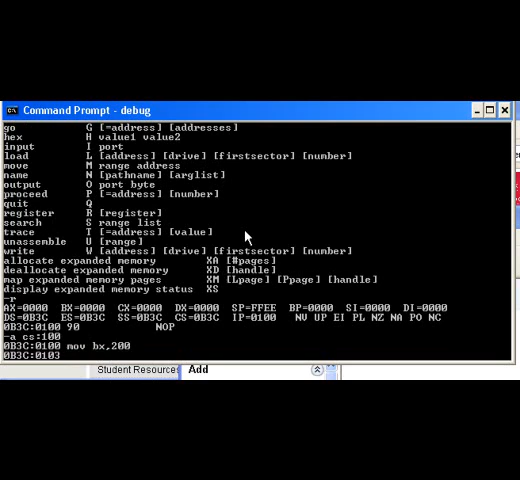 Command Prompt - debug
go G [=address] [addresses]
hex H value1 value2
input I port
load L [address] [drive] [firstsector] [number]
move M range address
name N [pathname] [arglist]
output O port byte
proceed P [=address] [number]
quit Q
register R [register]
search S range list
trace T [=address] [value]
unassemble U [range]
write W [address] [drive] [firstsector] [number]
allocate expanded memory XA [#pages]
deallocate expanded memory XD [handle]
map expanded memory pages XM [Lpage] [Ppage] [handle]
display expanded memory status XS
-r
AX=0000 BX=0000 CX=0000 DX=0000 SP=FFEE BP=0000 SI=0000 DI=0000
DS=0B3C ES=0B3C SS=0B3C CS=0B3C IP=0100 NV UP EI PL NZ NA PO NC
0B3C:0100 90 NOP
-a cs:100
0B3C:0100 mov bx,200
0B3C:0103
Student Resources Add